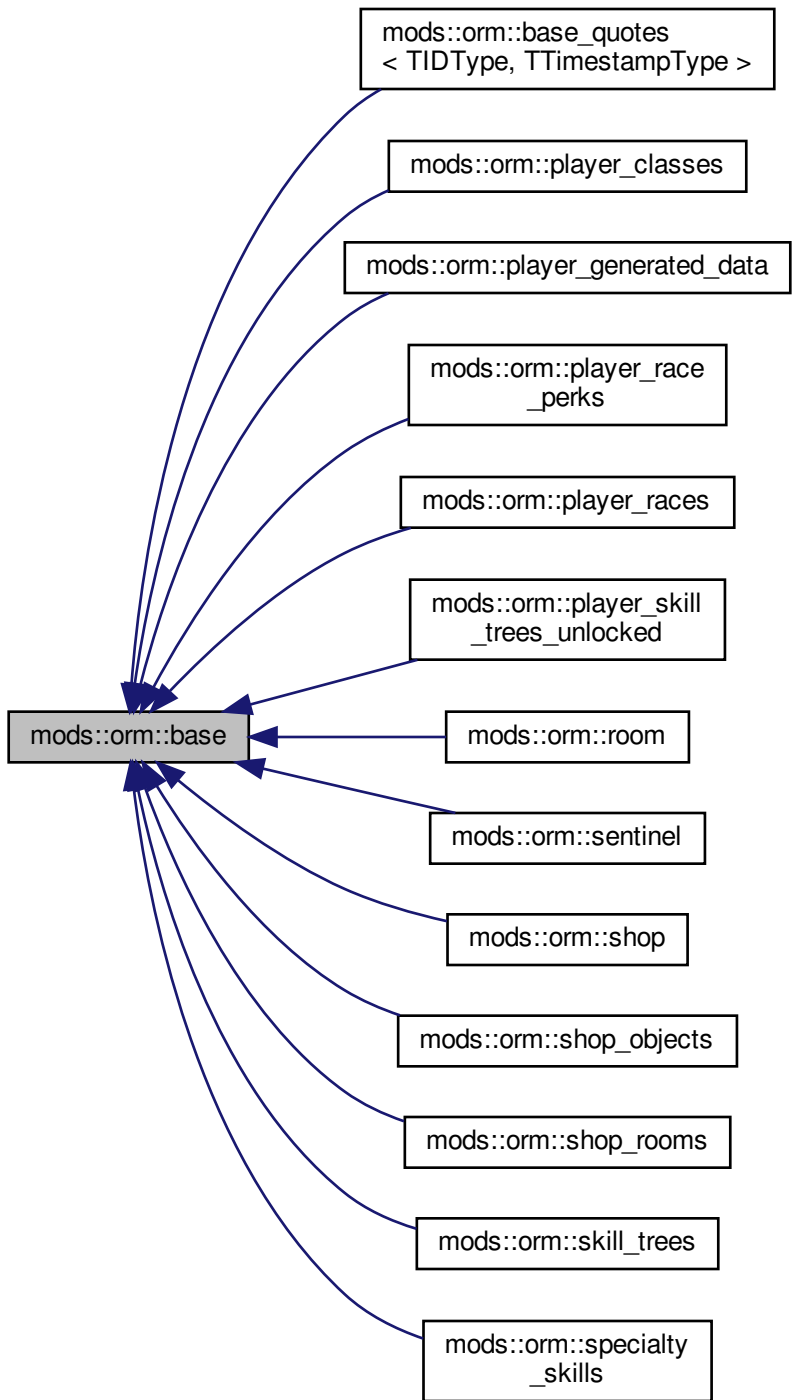 mods::orm::base_quotes
< TIDType, TTimestampType >
mods::orm::player_classes
mods::orm::player_generated_data
mods::orm::player_race
_perks
mods::orm::player_races
mods::orm::player_skill
_trees_unlocked
mods::orm::base
mods::orm::room
mods::orm::sentinel
mods::orm::shop
mods::orm::shop_objects
mods::orm::shop_rooms
mods::orm::skill_trees
mods::orm::specialty
_skills